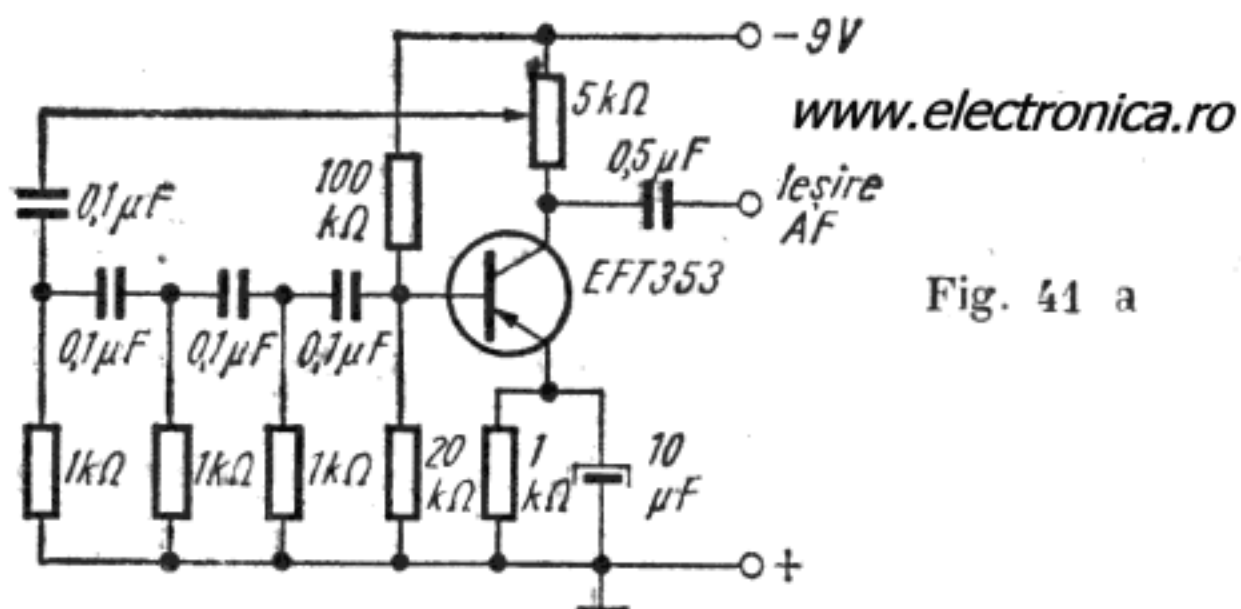 -9V
5kΩ
www.electronica.ro
0,5μF
Ieșire
AF
100
kΩ
0,1μF
EFT353
Fig. 41 a
0,1μF
0,1μF
0,1μF
1kΩ
1kΩ
1kΩ
20
kΩ
1
kΩ
10
μF
+